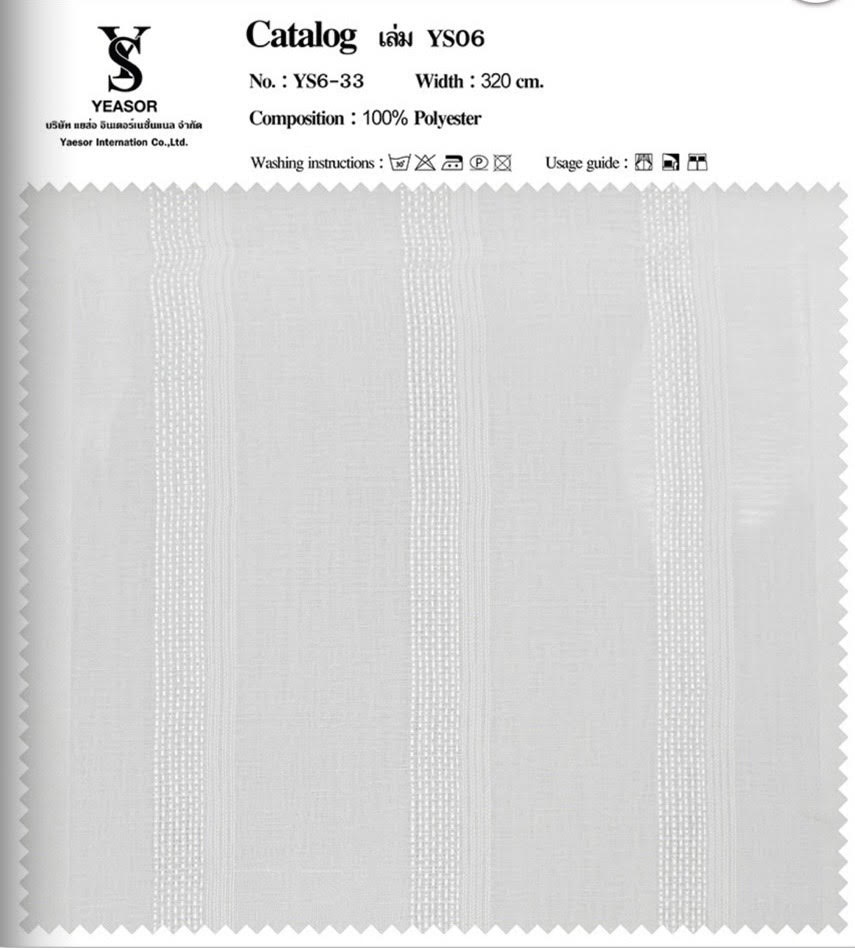 YS
YEASOR
บริษัท แยส่อ อินเตอร์เนชั่นแนล จำกัด
Yaesor Internation Co.,Ltd.
Catalog เล่ม YS06
No. : YS6-33 Width : 320 cm.
Composition : 100% Polyester
Washing instructions : 30° P Usage guide :